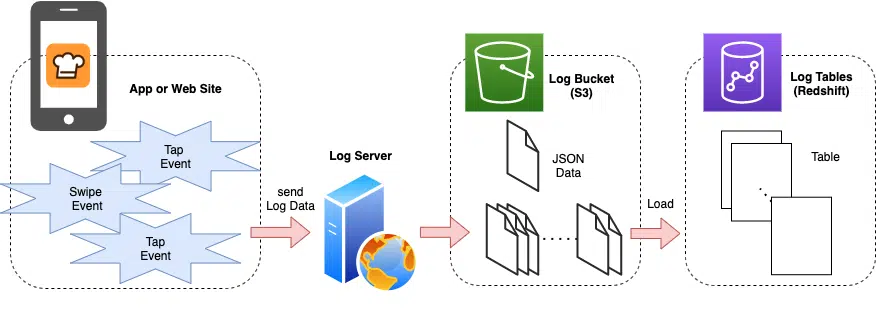 App or Web Site
Tap
Event
Swipe
Event
Tap
Event
send
Log Data
Log Server
Log Bucket
(S3)
JSON
Data
Load
Log Tables
(Redshift)
Table